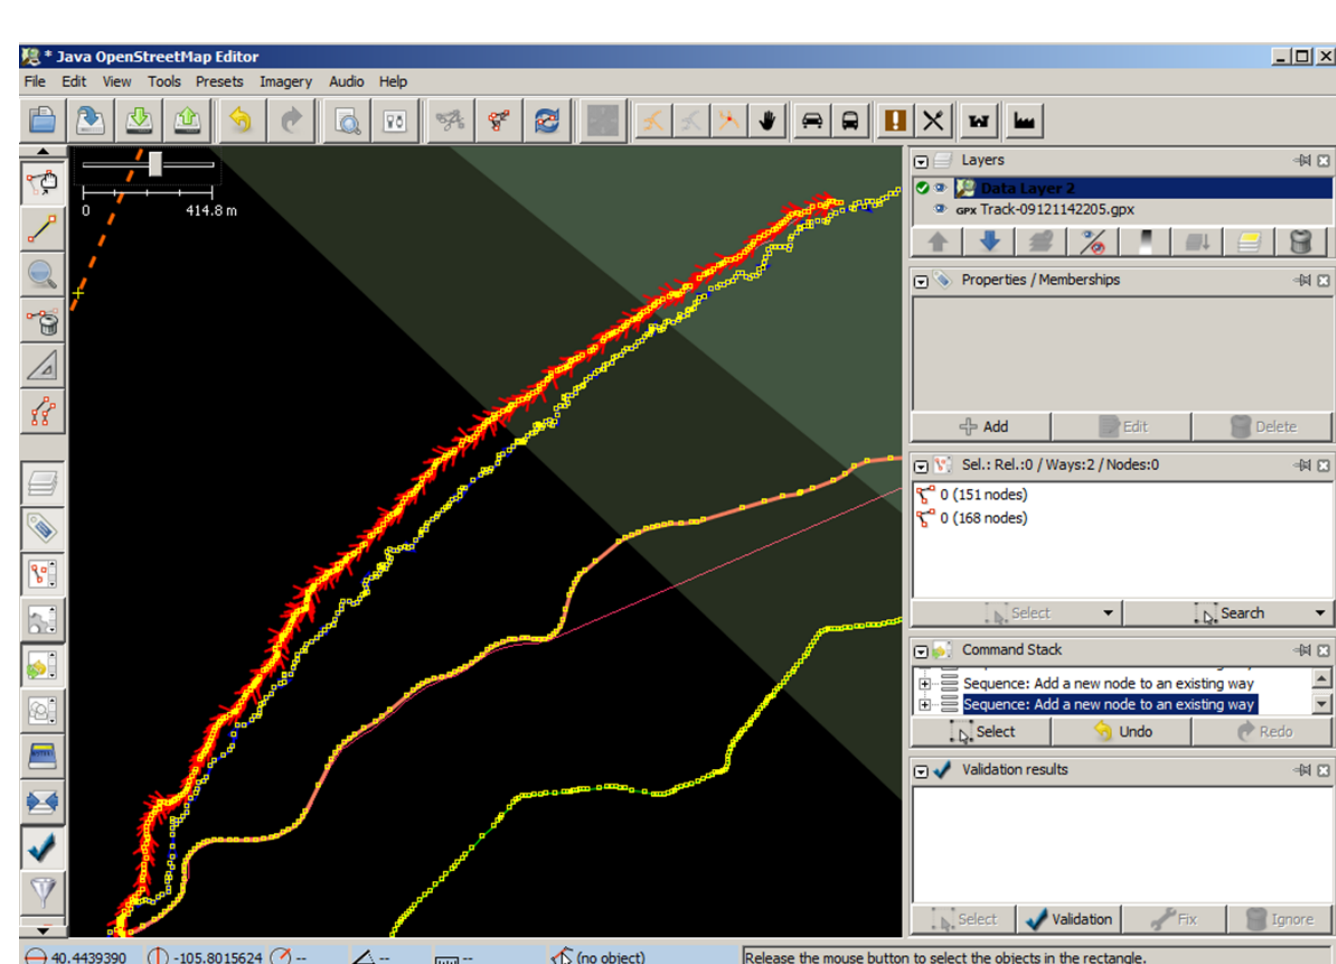 * Java OpenStreetMap Editor
File Edit View Tools Presets Imagery Audio Help
0 414.8 m
Layers
Data Layer 2
GPX Track-09121142205.gpx
Properties / Memberships
Add Edit Delete
Sel.: Rel.:0 / Ways:2 / Nodes:0
0 (151 nodes)
0 (168 nodes)
Select Search
Command Stack
Sequence: Add a new node to an existing way
Sequence: Add a new node to an existing way
Select Undo Redo
Validation results
Select Validation Fix Ignore
40.4439390 -105.8015624 -- -- -- (no object) Release the mouse button to select the objects in the rectangle.